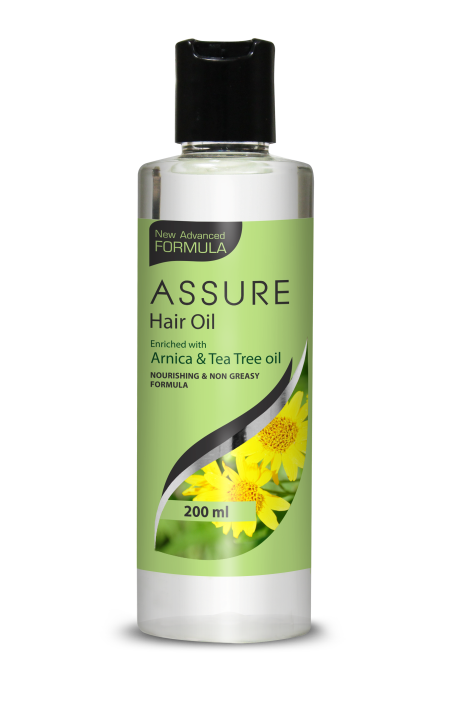 New Advanced
FORMULA
ASSURE
Hair Oil
Enriched with
Arnica & Tea Tree oil
NOURISHING & NON GREASY
FORMULA
200 ml